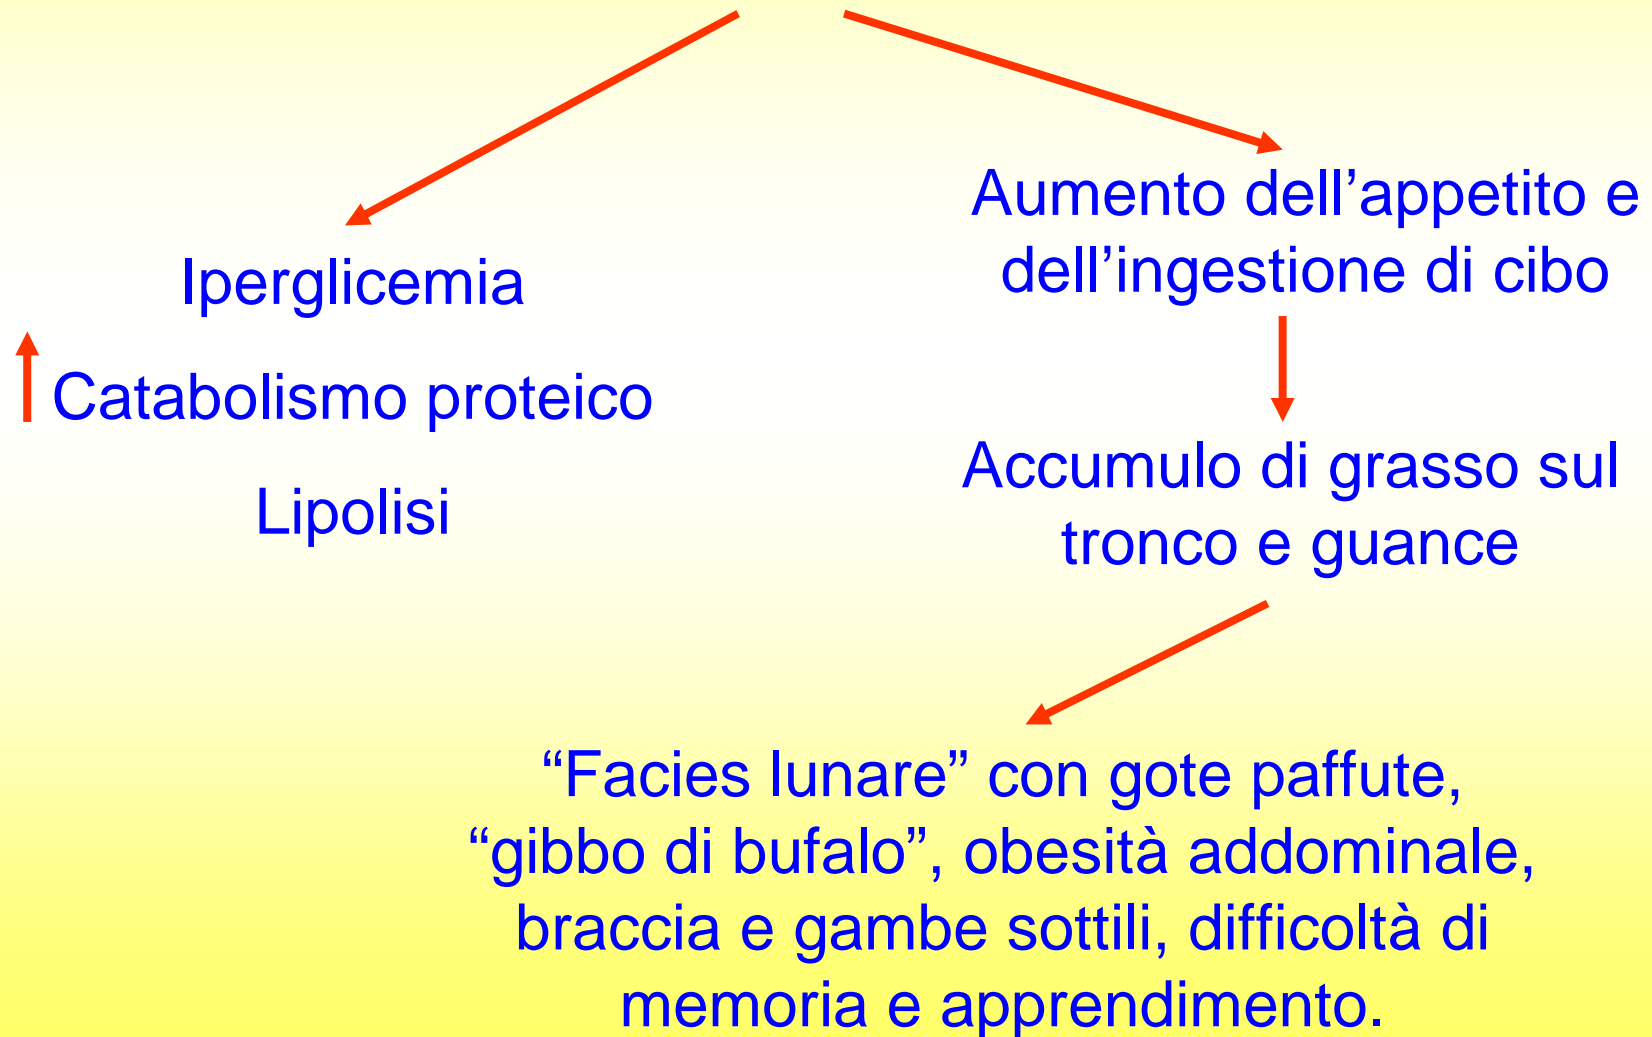 Iperglicemia
Catabolismo proteico
Lipolisi
Aumento dell’appetito e
dell’ingestione di cibo
Accumulo di grasso sul
tronco e guance
“Facies lunare” con gote paffute,
“gibbo di bufalo”, obesità addominale,
braccia e gambe sottili, difficoltà di
memoria e apprendimento.